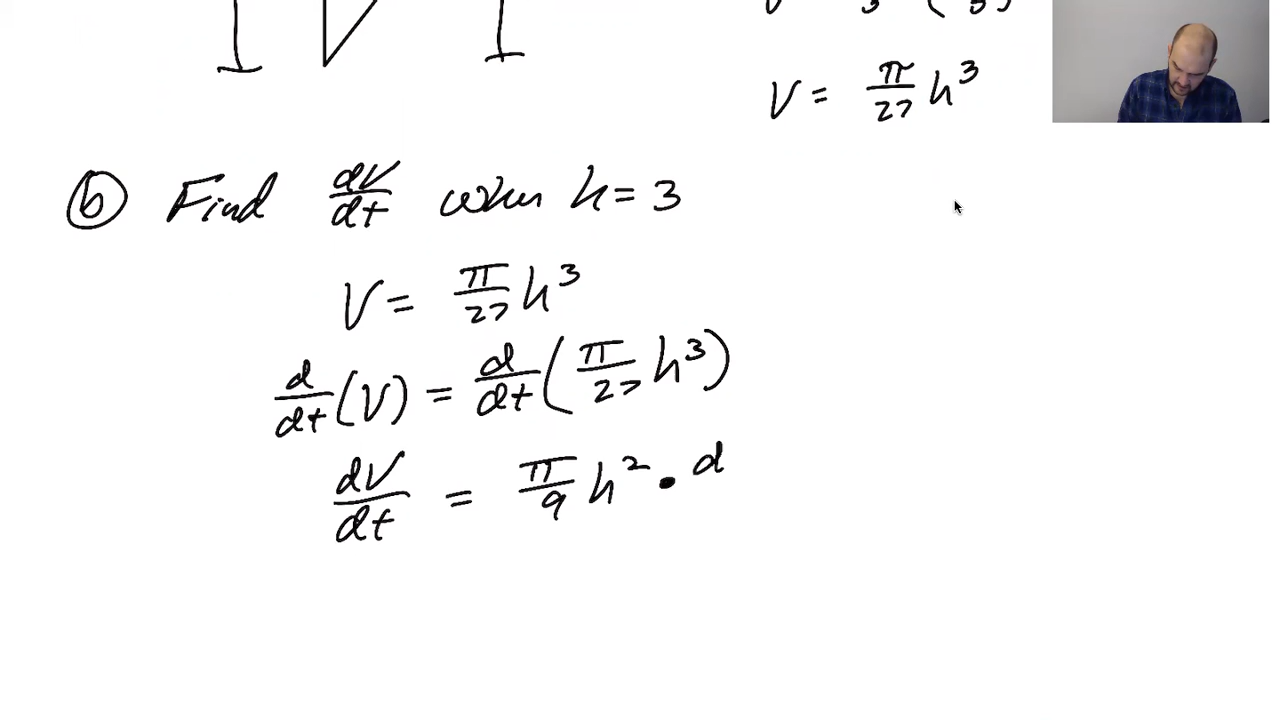 V = π/27 h³
ⓑ Find dV/dt when h = 3
V = π/27 h³
d/dt (V) = d/dt (π/27 h³)
dV/dt = π/9 h² • d